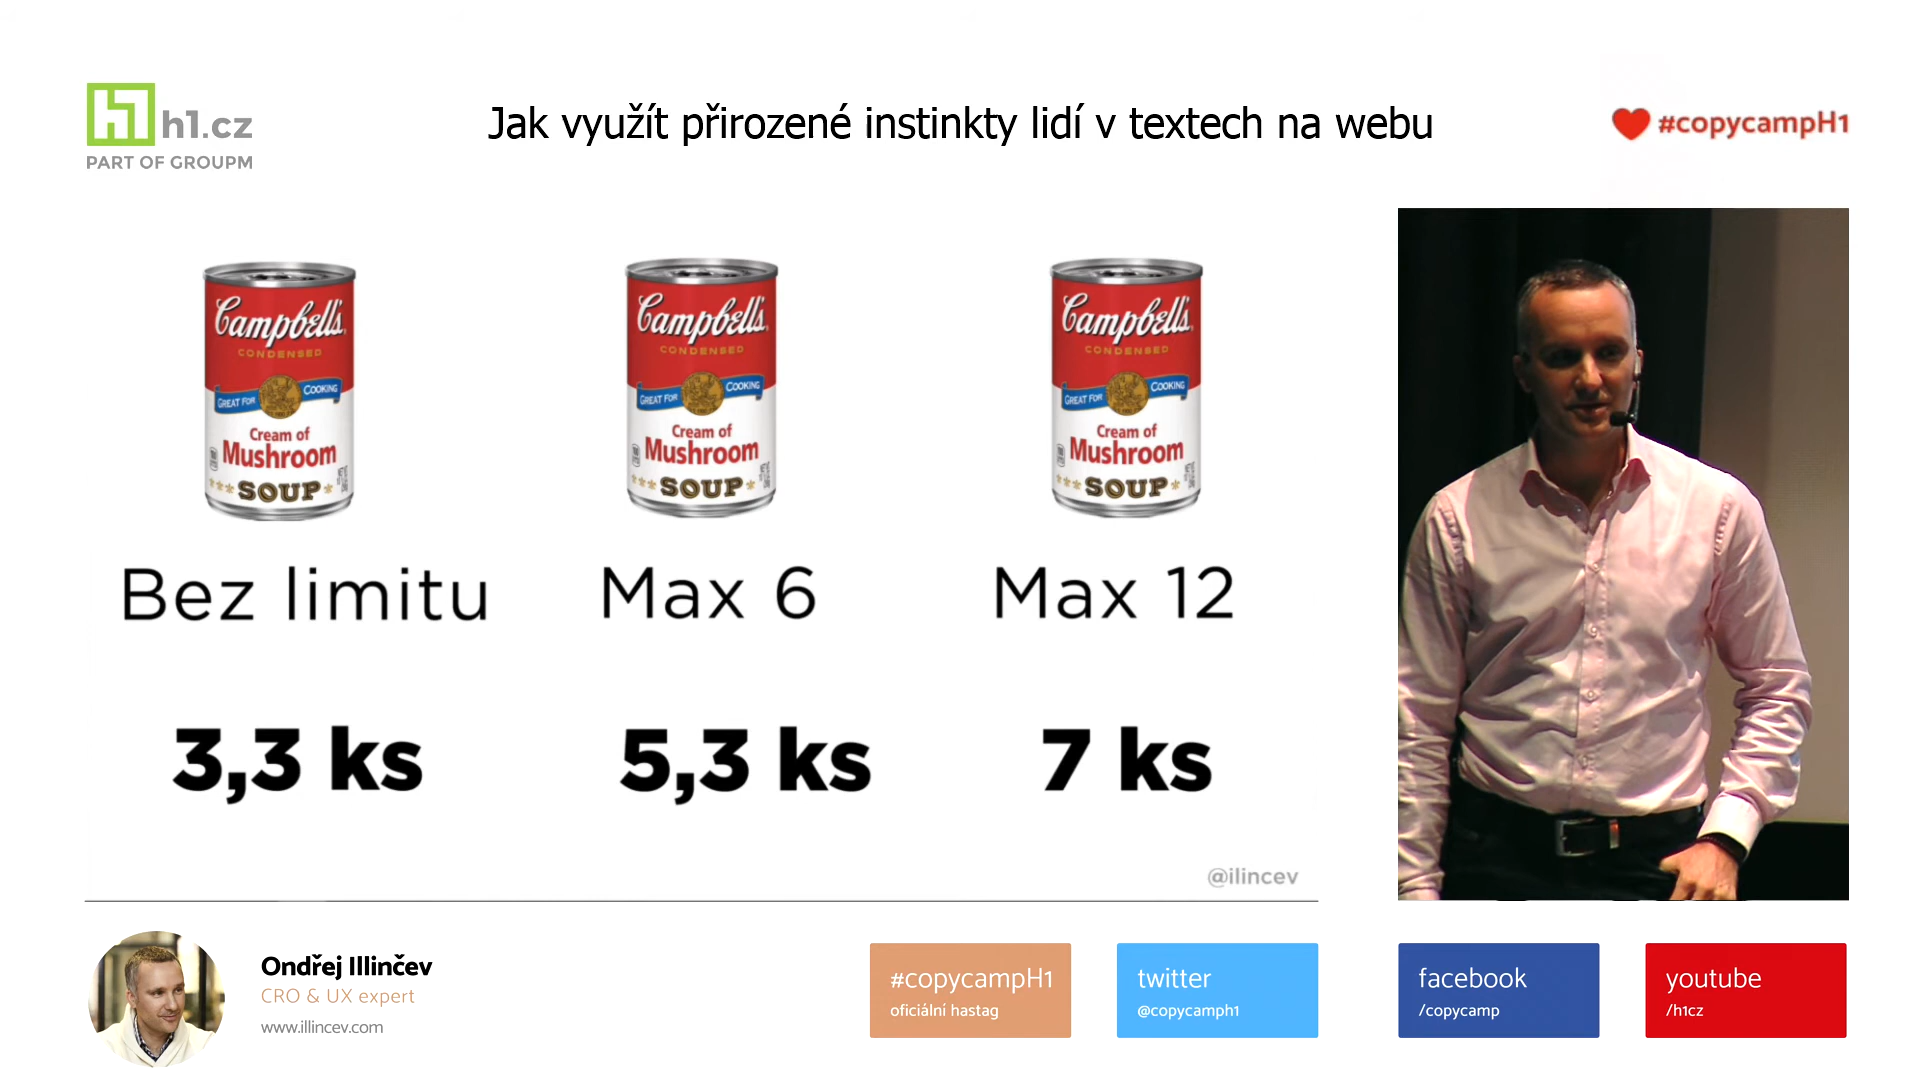 h1.cz
PART OF GROUPM
Jak využít přirozené instinkty lidí v textech na webu
#copycampH1
Campbell's
CONDENSED
GREAT FOR COOKING
Cream of
Mushroom
SOUP
Campbell's
CONDENSED
GREAT FOR COOKING
Cream of
Mushroom
SOUP
Campbell's
CONDENSED
GREAT FOR COOKING
Cream of
Mushroom
SOUP
Bez limitu
Max 6
Max 12
3,3 ks
5,3 ks
7 ks
@ilincev
Ondřej Illinčev
CRO & UX expert
www.illincev.com
#copycampH1
oficiální hastag
twitter
@copycamph1
facebook
/copycamp
youtube
/h1cz